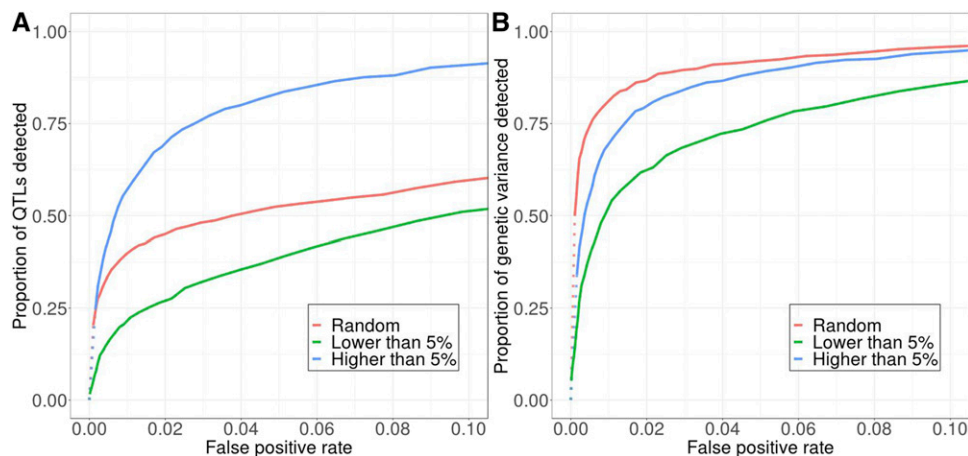 A
B
Proportion of QTLs detected
1.00
0.75
0.50
0.25
0.00
Random
Lower than 5%
Higher than 5%
0.00 0.02 0.04 0.06 0.08 0.10
False positive rate
Proportion of genetic variance detected
1.00
0.75
0.50
0.25
0.00
Random
Lower than 5%
Higher than 5%
0.00 0.02 0.04 0.06 0.08 0.10
False positive rate